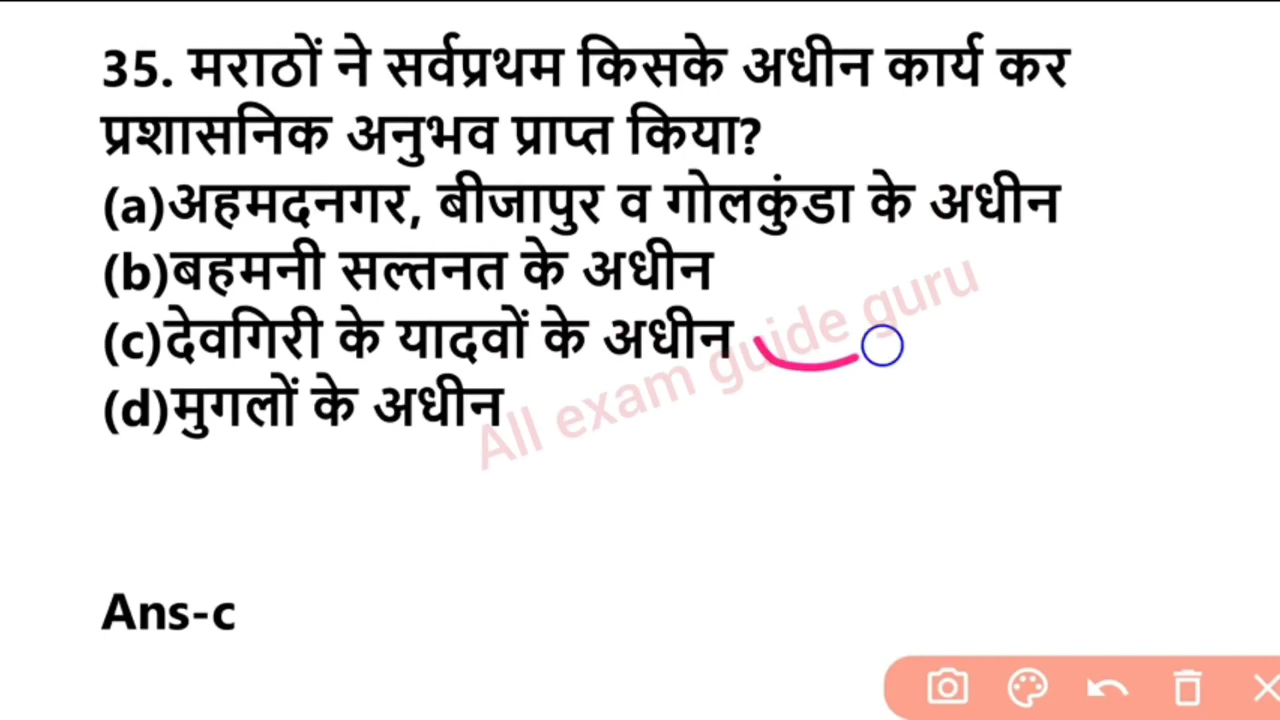 35. मराठों ने सर्वप्रथम किसके अधीन कार्य कर
प्रशासनिक अनुभव प्राप्त किया?
(a)अहमदनगर, बीजापुर व गोलकुंडा के अधीन
(b)बहमनी सल्तनत के अधीन
(c)देवगिरी के यादवों के अधीन
(d)मुगलों के अधीन
All exam guide guru
Ans-c